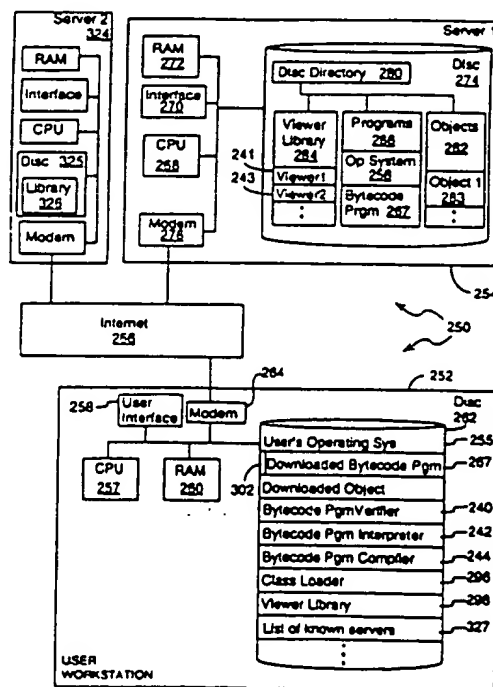 Server 2
324
RAM
Interface
CPU
Disc 325
Library
326
Modem
Server 1
RAM
272
Interface
270
CPU
268
Modem
276
Disc
274
Disc Directory 280
Viewer
Library
284
241
Viewer1
243
Viewer2
Programs
286
Op System
258
Bytecode
Prgm 267
Objects
282
Object 1
283
254
250
Internet
256
252
264
258
User
Interface
Modem
CPU
257
RAM
260
302
Disc
262
User's Operating Sys
255
Downloaded Bytecode Pgm
267
Downloaded Object
Bytecode PgmVerifier
240
Bytecode Pgm Interpreter
242
Bytecode Pgm Compiler
244
Class Loader
296
Viewer Library
298
List of known servers
327
USER
WORKSTATION